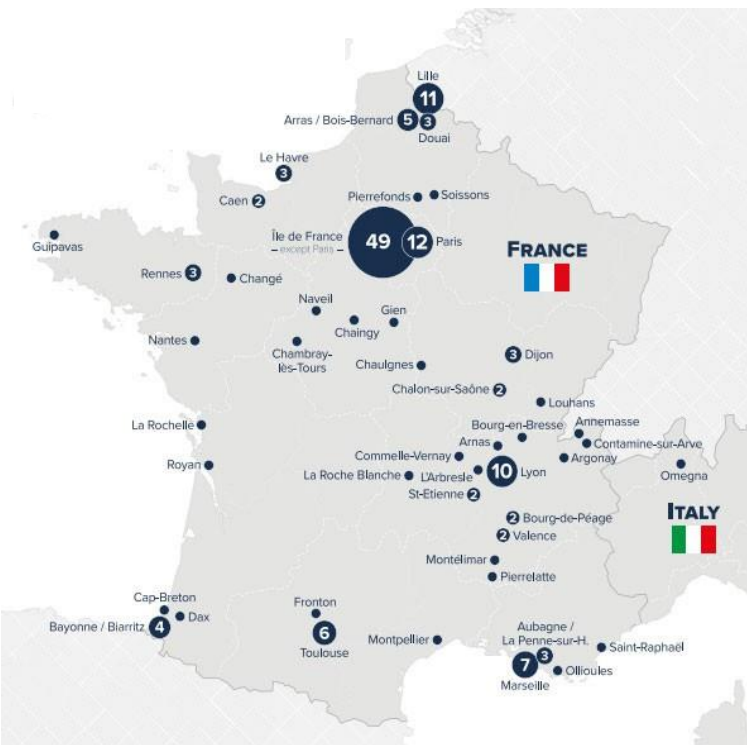 Lille
11
Arras / Bois-Bernard 5 3
Douai
Le Havre
3
Caen 2
Pierrefonds Soissons
Île de France
– except Paris –
49 12 Paris
Guipavas
FRANCE
Rennes 3
Changé
Naveil
Gien
Chaingy
Nantes
Chambray-
lès-Tours
3 Dijon
Chaulgnes
Chalon-sur-Saône 2
Louhans
La Rochelle
Bourg-en-Bresse
Annemasse
Arnas
Contamine-sur-Arve
Commelle-Vernay
Argonay
Royan
La Roche Blanche
L'Arbresle
10 Lyon
Omegna
St-Etienne 2
ITALY
2 Bourg-de-Péage
2 Valence
Montélimar
Pierrelatte
Cap-Breton
Dax
Bayonne / Biarritz 4
Fronton
6
Toulouse
Montpellier
Aubagne /
La Penne-sur-H.
3
7
Marseille
Saint-Raphaël
Ollioules